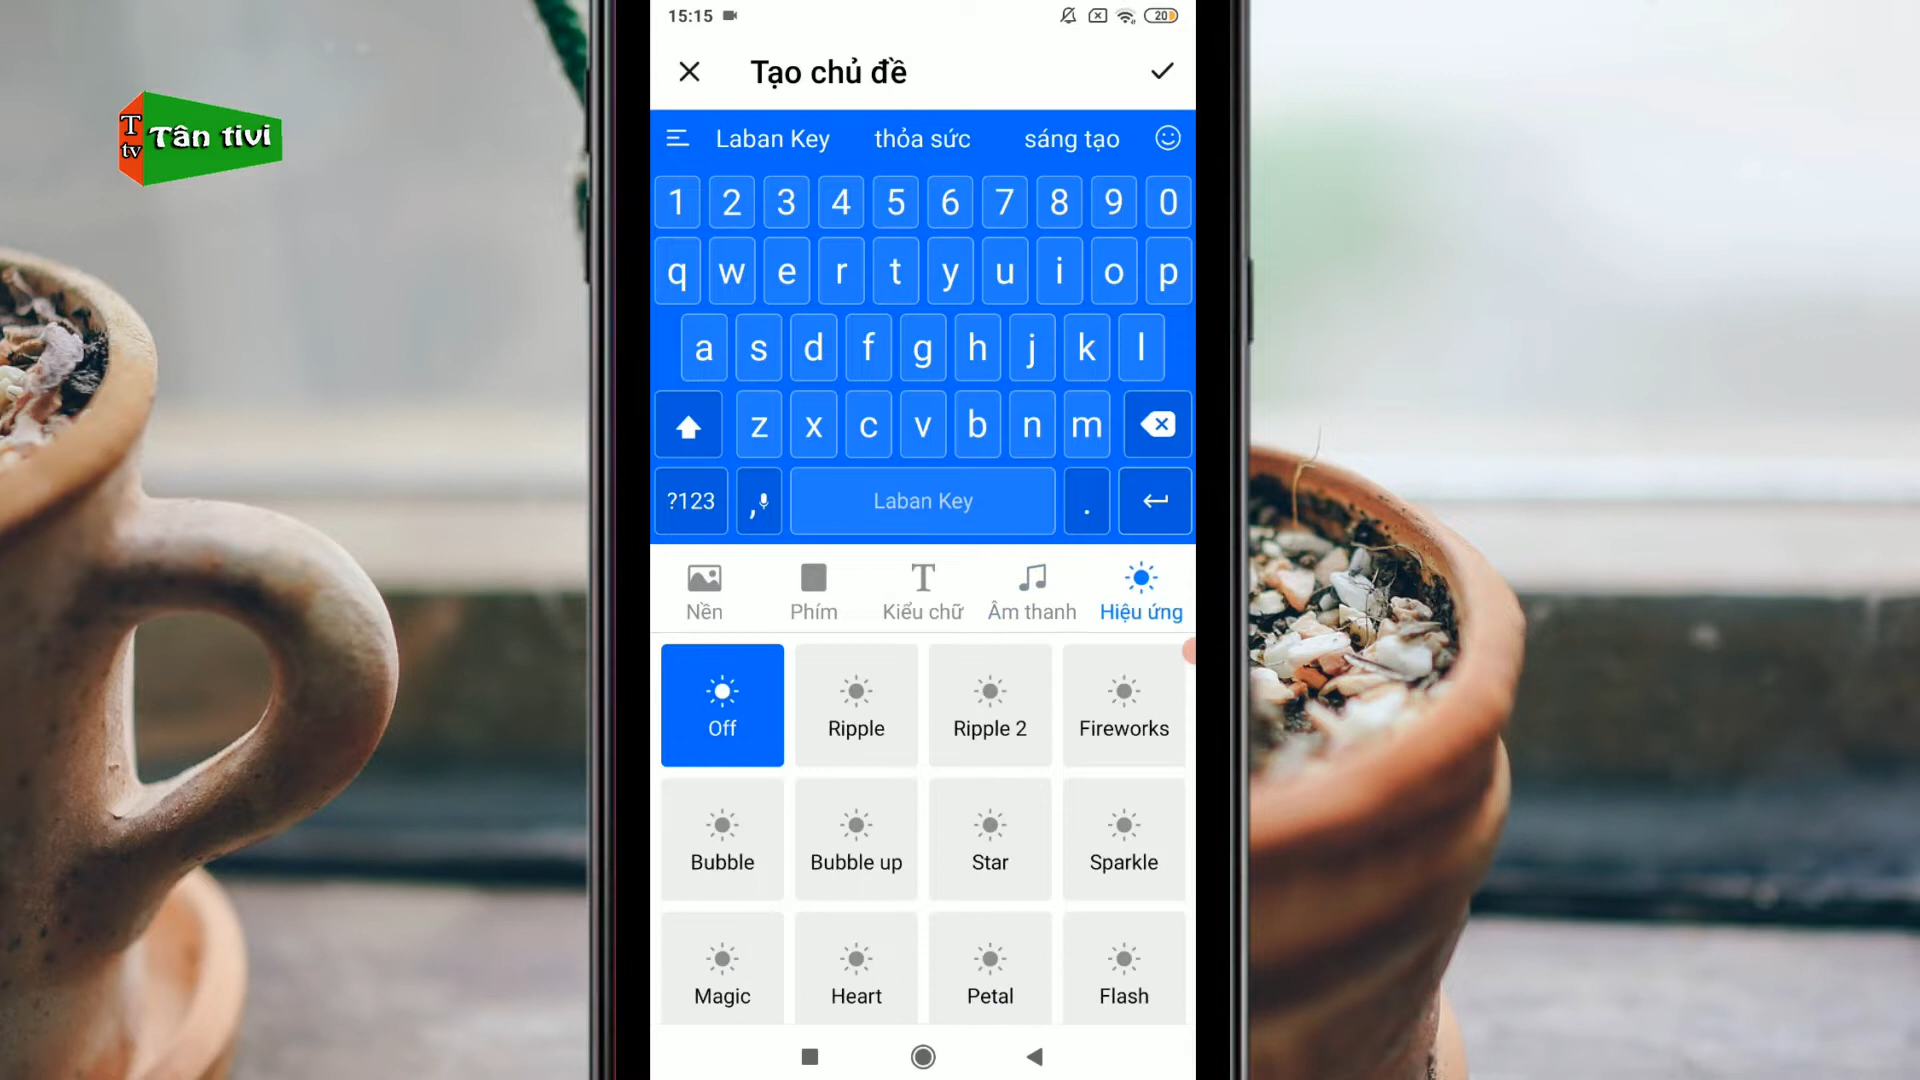 15:15
20
Tạo chủ đề
T
tv
Tân tivi
Laban Key thỏa sức sáng tạo
1 2 3 4 5 6 7 8 9 0
q w e r t y u i o p
a s d f g h j k l
z x c v b n m
?123 , Laban Key .
Nền Phím Kiểu chữ Âm thanh Hiệu ứng
Off Ripple Ripple 2 Fireworks
Bubble Bubble up Star Sparkle
Magic Heart Petal Flash